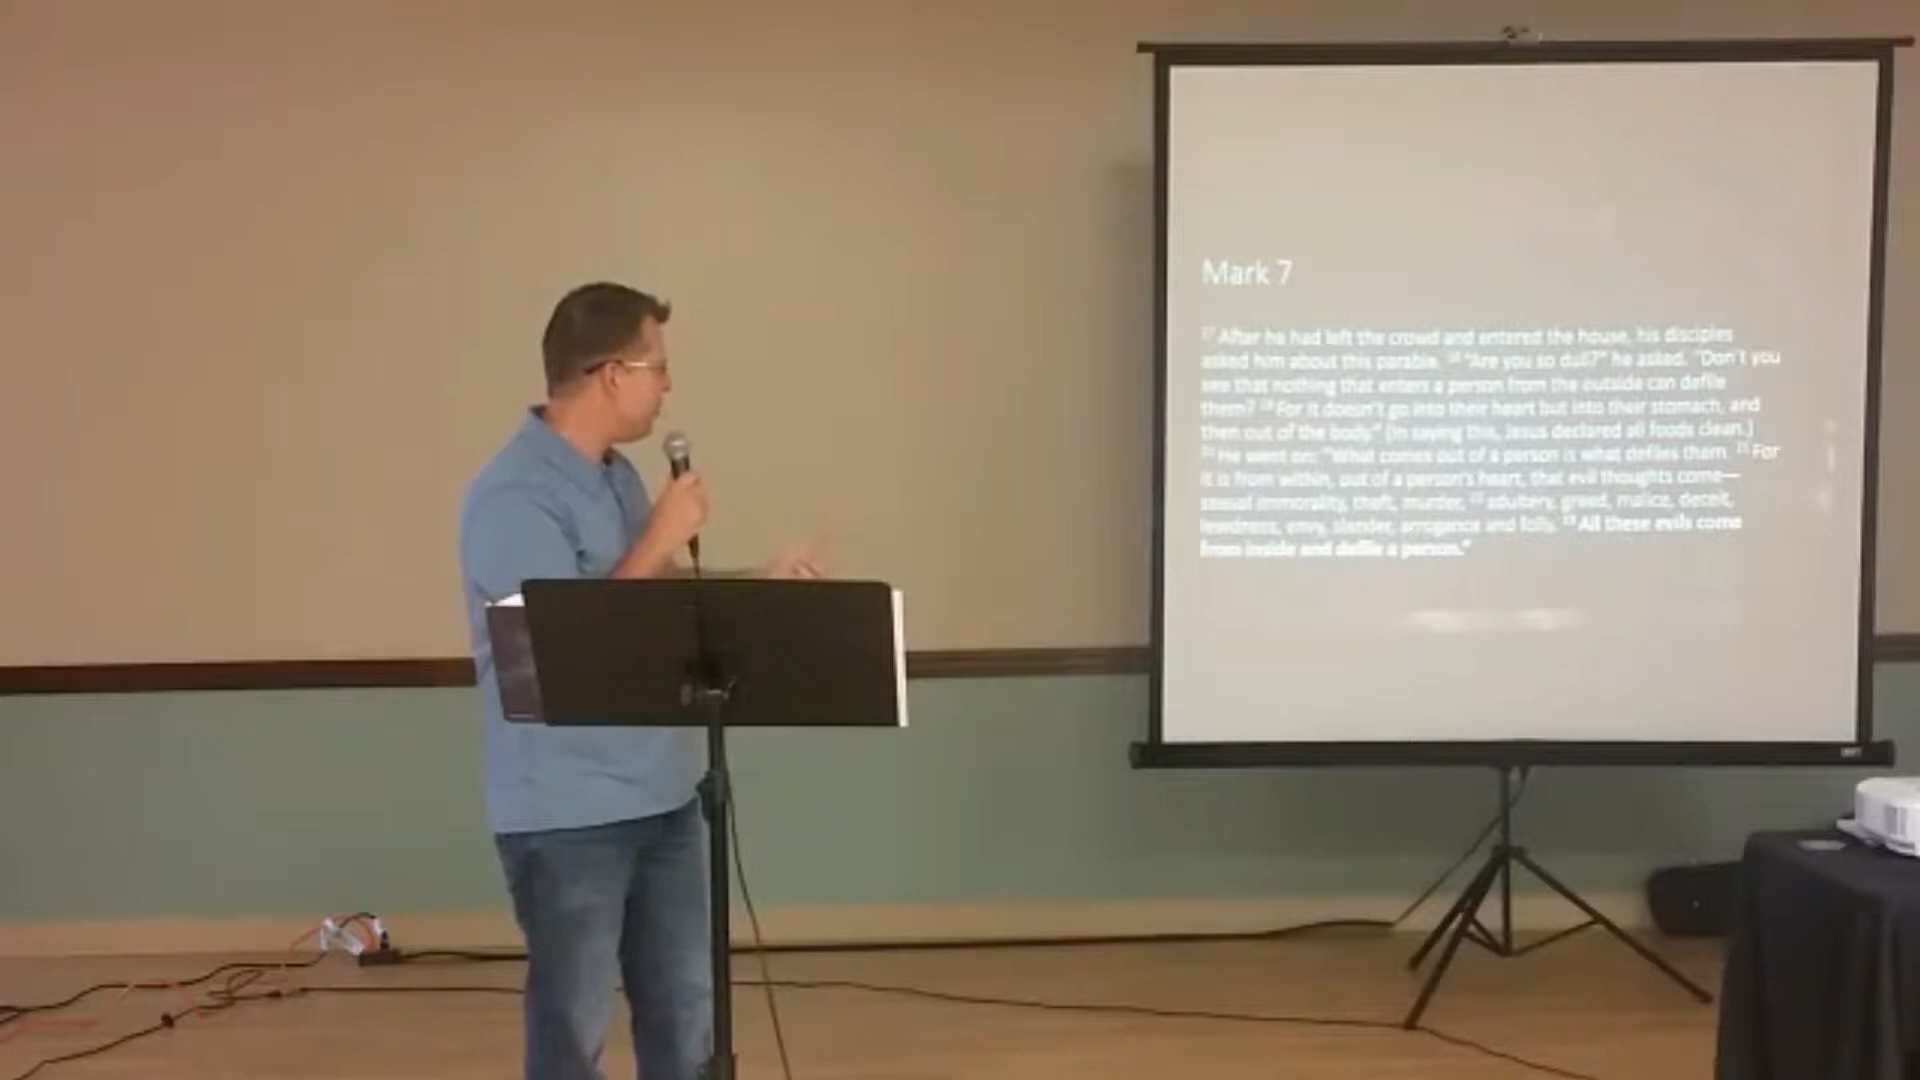 Mark 7
17 After he had left the crowd and entered the house, his disciples
asked him about this parable. 18 "Are you so dull?" he asked. "Don't you
see that nothing that enters a person from the outside can defile
them? 19 For it doesn't go into their heart but into their stomach, and
then out of the body." (In saying this, Jesus declared all foods clean.)
20 He went on: "What comes out of a person is what defiles them. 21 For
it is from within, out of a person's heart, that evil thoughts come—
sexual immorality, theft, murder, 22 adultery, greed, malice, deceit,
lewdness, envy, slander, arrogance and folly. 23 All these evils come
from inside and defile a person."